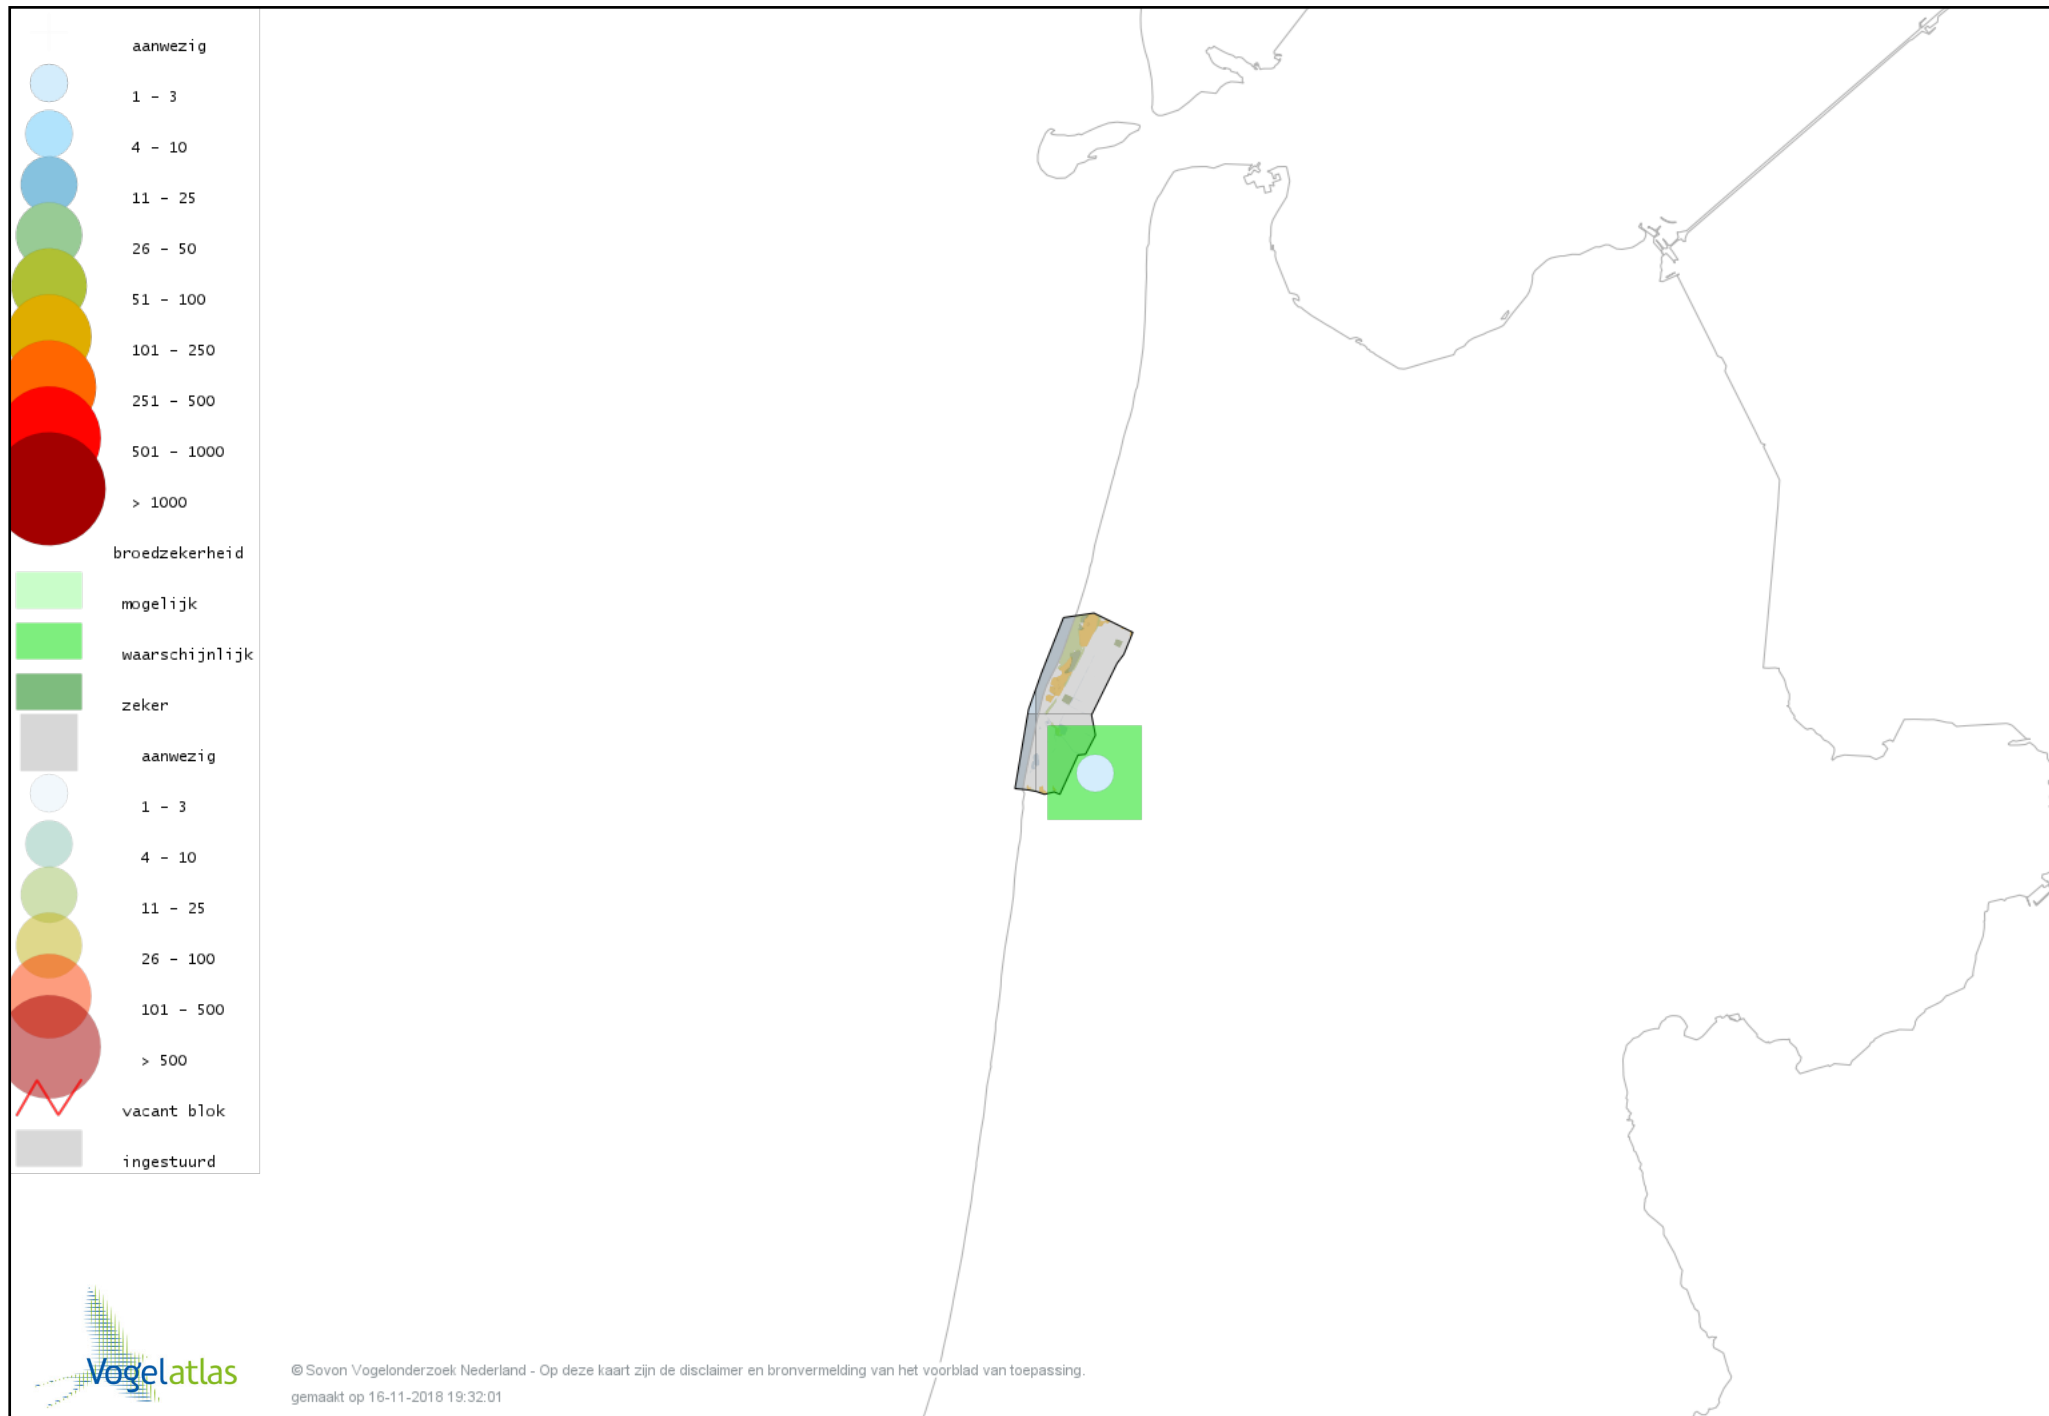 aanwezig
1 - 3
4 - 10
11 - 25
26 - 50
51 - 100
101 - 250
251 - 500
501 - 1000
> 1000
broedzekerheid
mogelijk
waarschijnlijk
zeker
aanwezig
1 - 3
4 - 10
11 - 25
26 - 100
101 - 500
> 500
vacant blok
ingestuurd
Vogelatlas
© Sovon Vogelonderzoek Nederland - Op deze kaart zijn de disclaimer en bronvermelding van het voorblad van toepassing.
gemaakt op 16-11-2018 19:32:01